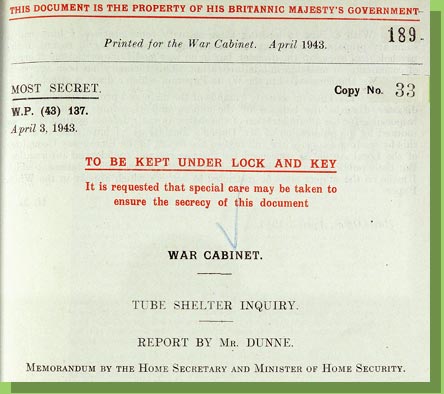 THIS DOCUMENT IS THE PROPERTY OF HIS BRITANNIC MAJESTY'S GOVERNMENT
189
Printed for the War Cabinet. April 1943.
MOST SECRET.
Copy No. 33
W.P. (43) 137.
April 3, 1943.
TO BE KEPT UNDER LOCK AND KEY
It is requested that special care may be taken to
ensure the secrecy of this document
WAR CABINET.
TUBE SHELTER INQUIRY.
REPORT BY MR. DUNNE.
MEMORANDUM BY THE HOME SECRETARY AND MINISTER OF HOME SECURITY.